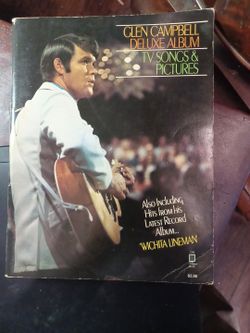 GLEN CAMPBELL
DELUXE ALBUM
TV SONGS &
PICTURES
Also Including
Hits From his
Latest Record
Album...
"WICHITA LINEMAN"